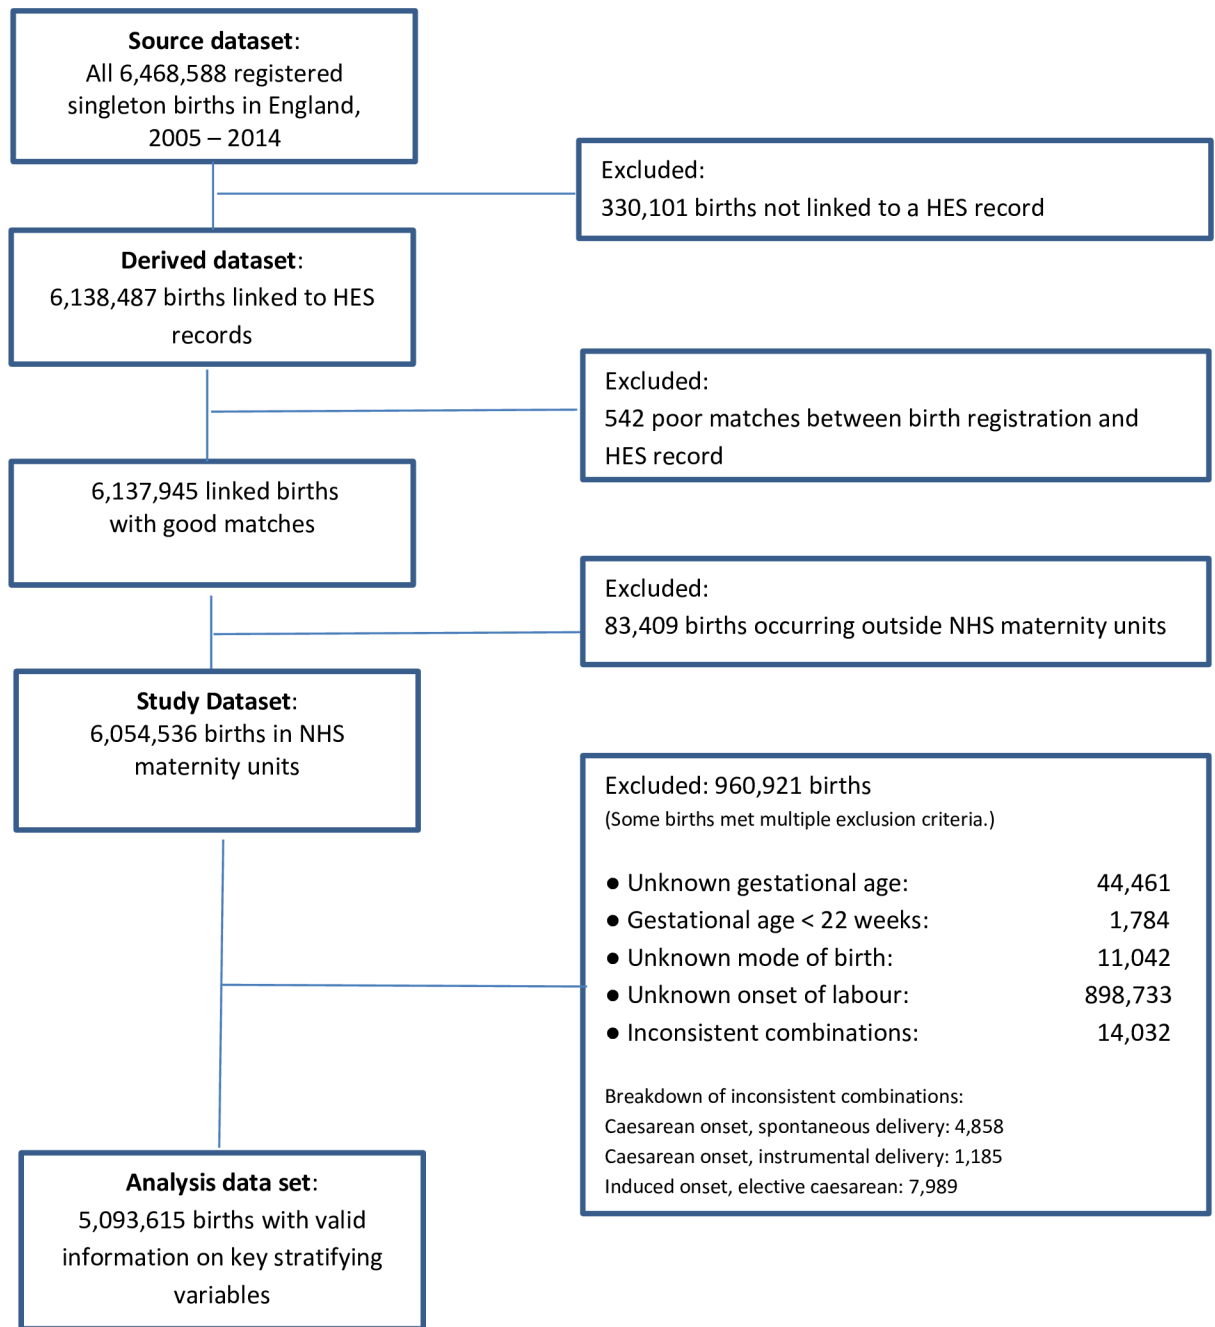 Source dataset:
All 6,468,588 registered
singleton births in England,
2005 – 2014
Excluded:
330,101 births not linked to a HES record
Derived dataset:
6,138,487 births linked to HES
records
Excluded:
542 poor matches between birth registration and
HES record
6,137,945 linked births
with good matches
Excluded:
83,409 births occurring outside NHS maternity units
Study Dataset:
6,054,536 births in NHS
maternity units
Excluded: 960,921 births
(Some births met multiple exclusion criteria.)
● Unknown gestational age: 44,461
● Gestational age < 22 weeks: 1,784
● Unknown mode of birth: 11,042
● Unknown onset of labour: 898,733
● Inconsistent combinations: 14,032
Breakdown of inconsistent combinations:
Caesarean onset, spontaneous delivery: 4,858
Caesarean onset, instrumental delivery: 1,185
Induced onset, elective caesarean: 7,989
Analysis data set:
5,093,615 births with valid
information on key stratifying
variables